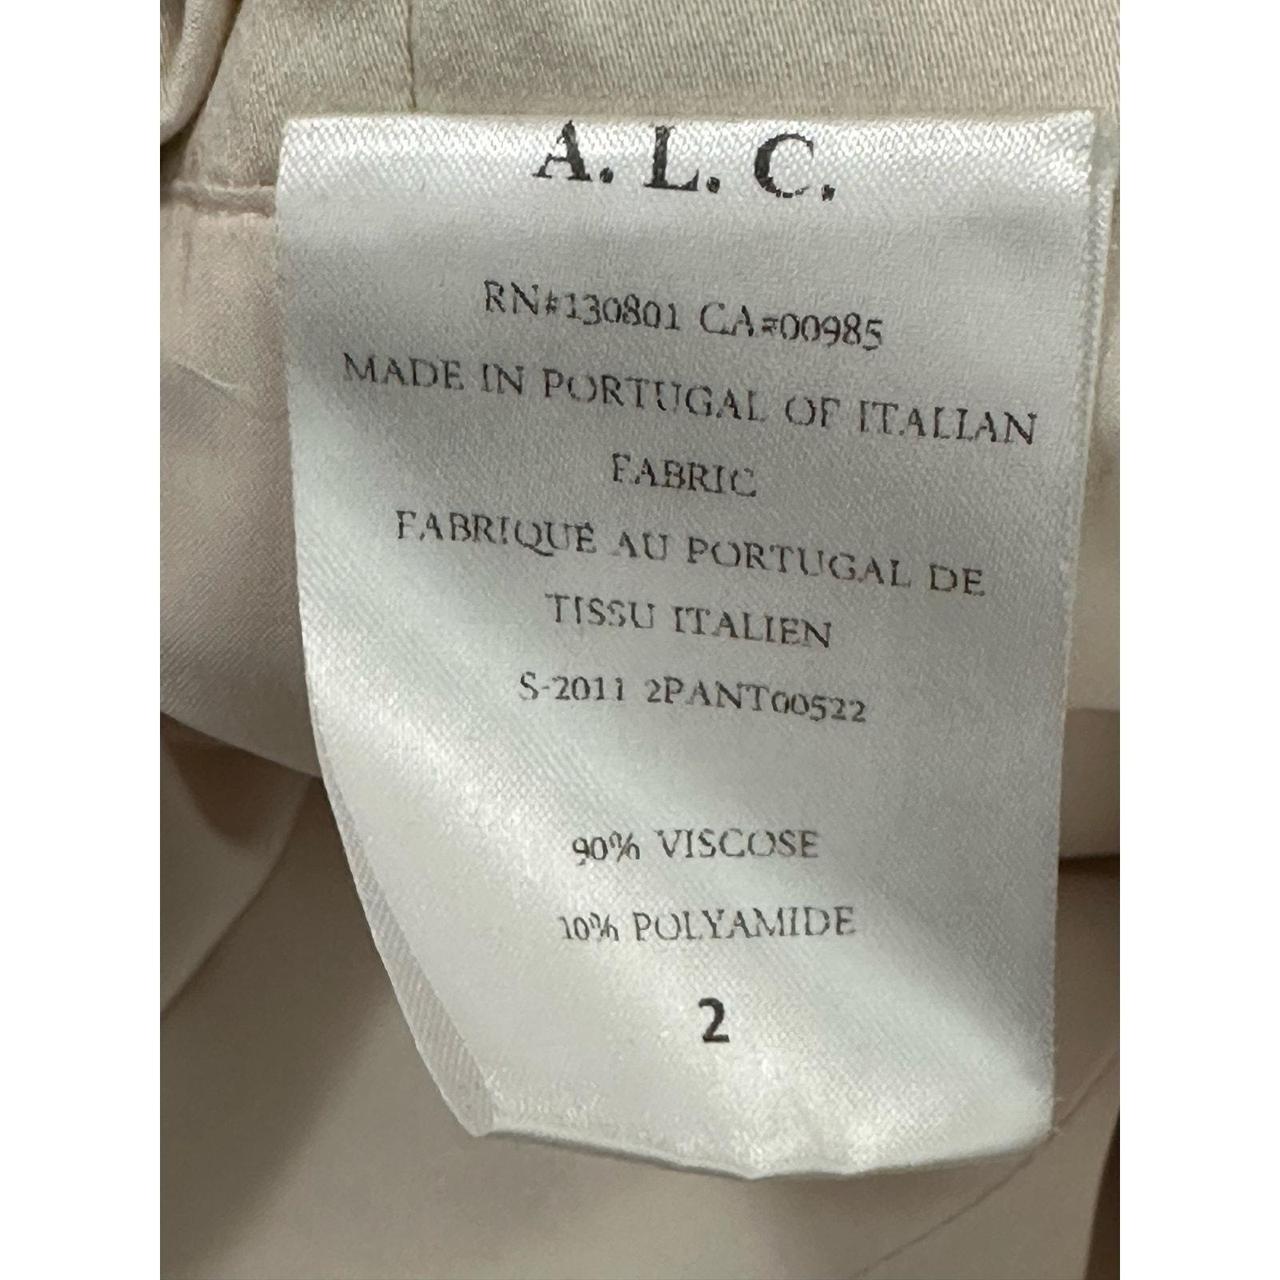 A. L. C.
RN#130801 CA#00985
MADE IN PORTUGAL OF ITALIAN
FABRIC
FABRIQUÉ AU PORTUGAL DE
TISSU ITALIEN
S-2011 2PANT00522
90% VISCOSE
10% POLYAMIDE
2